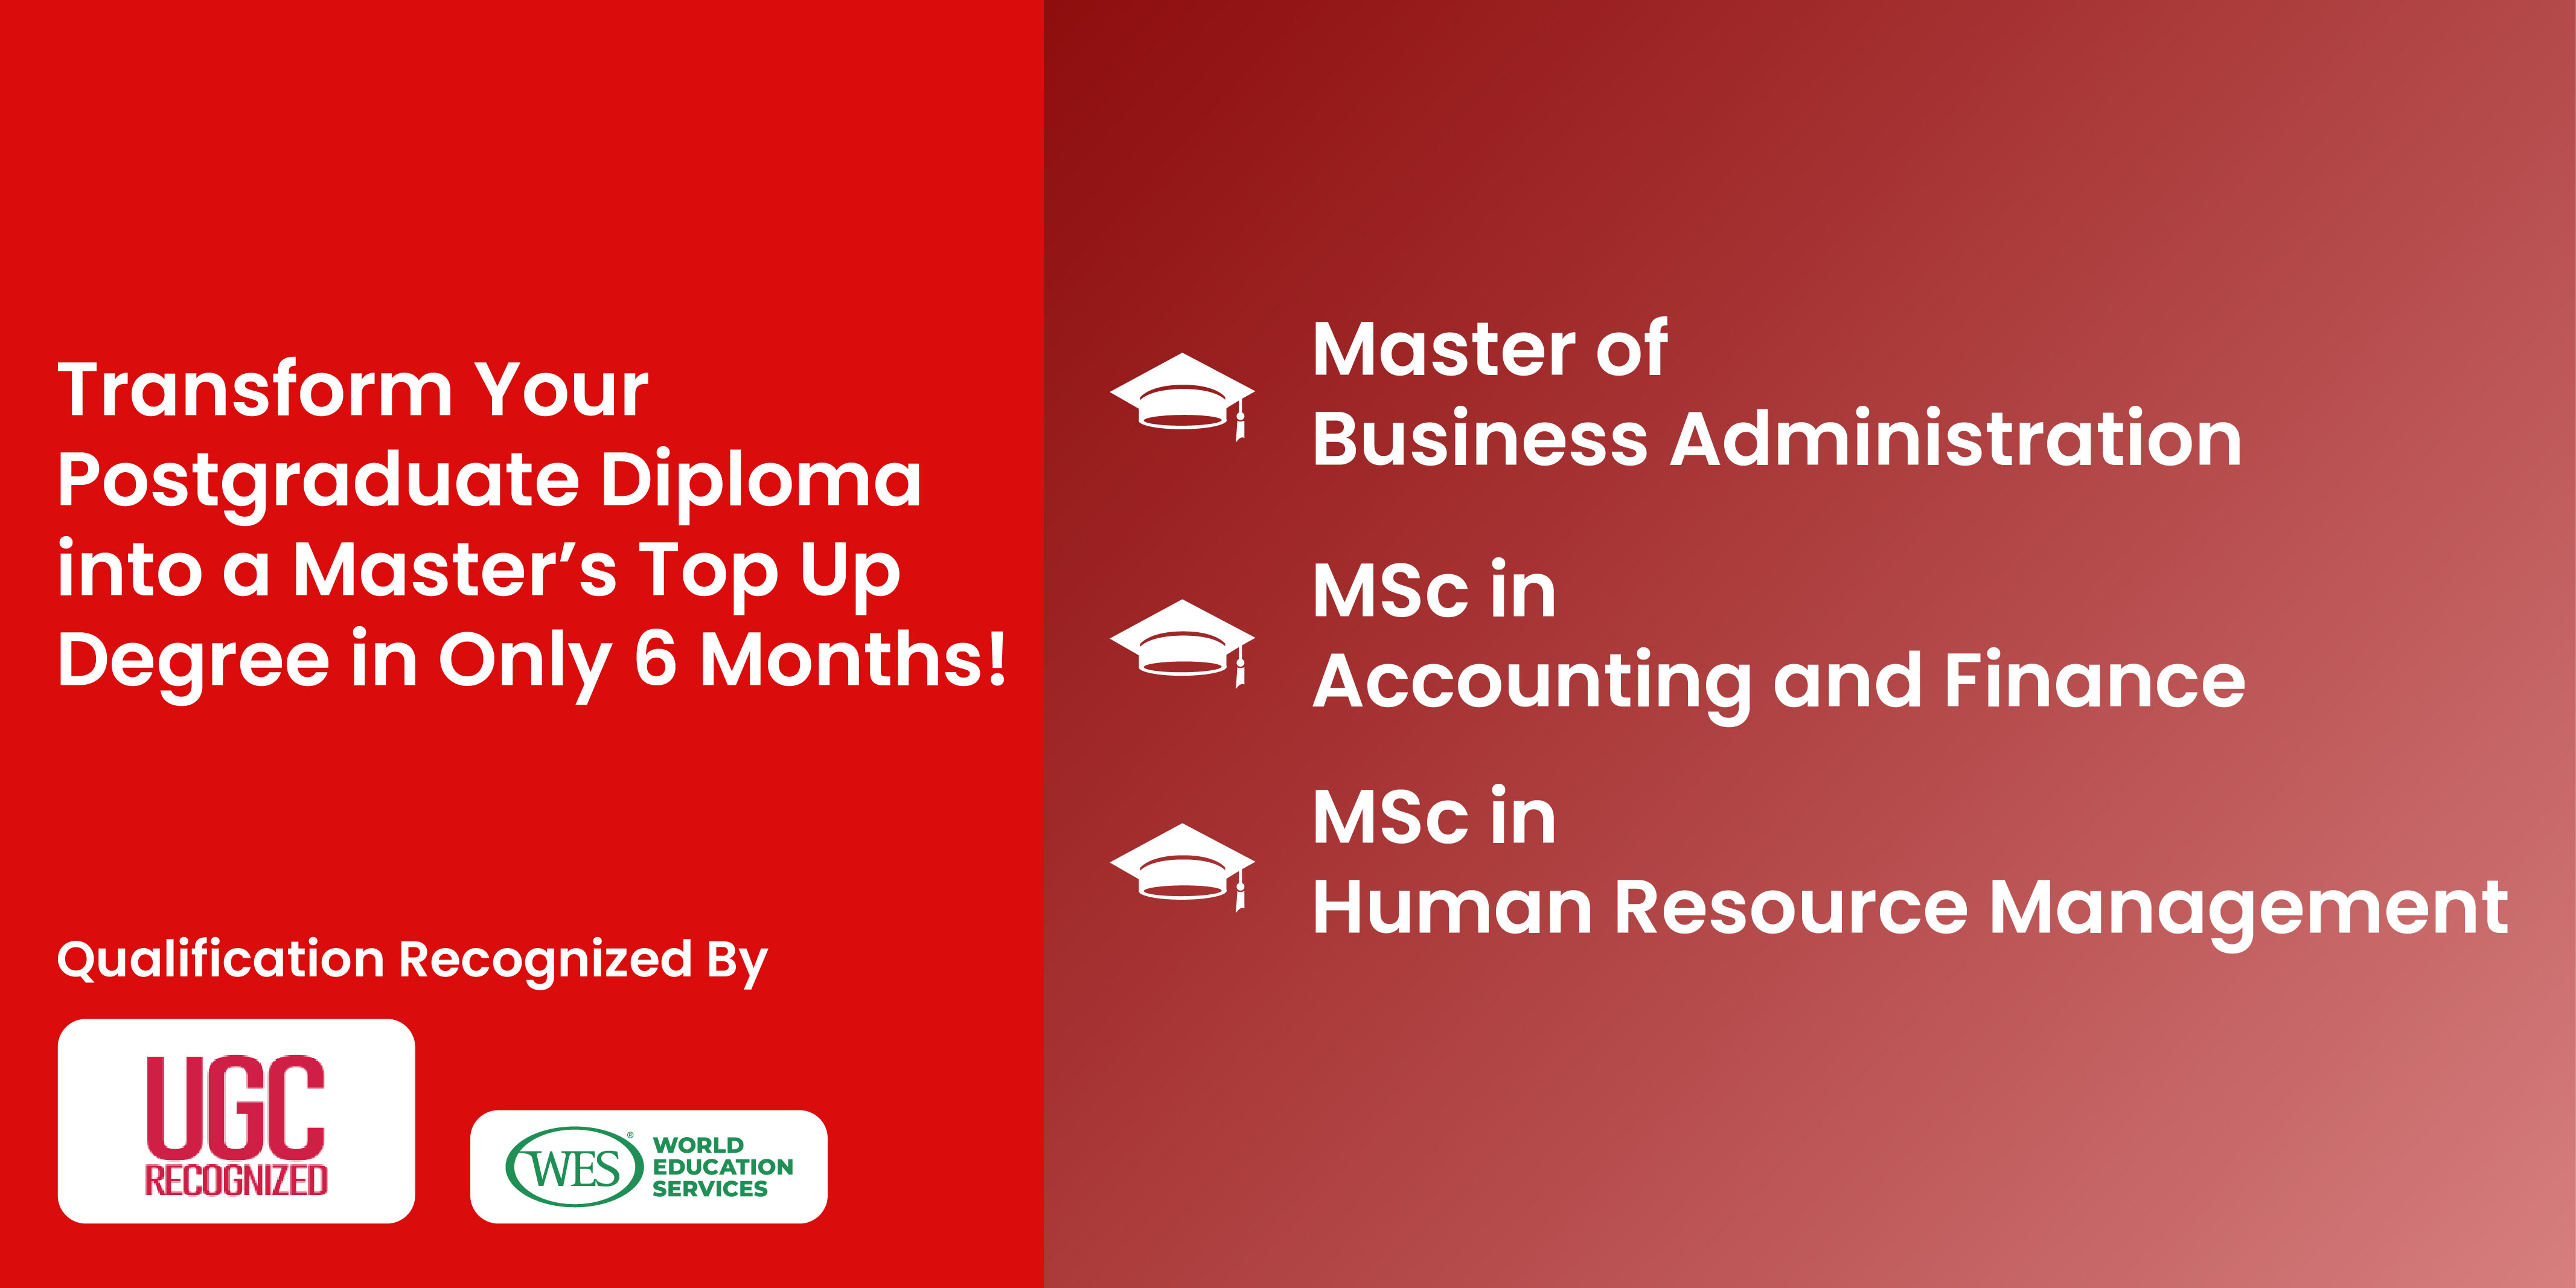 Transform Your
Postgraduate Diploma
into a Master’s Top Up
Degree in Only 6 Months!
Qualification Recognized By
UGC
RECOGNIZED
WES®
WORLD
EDUCATION
SERVICES
Master of
Business Administration
MSc in
Accounting and Finance
MSc in
Human Resource Management